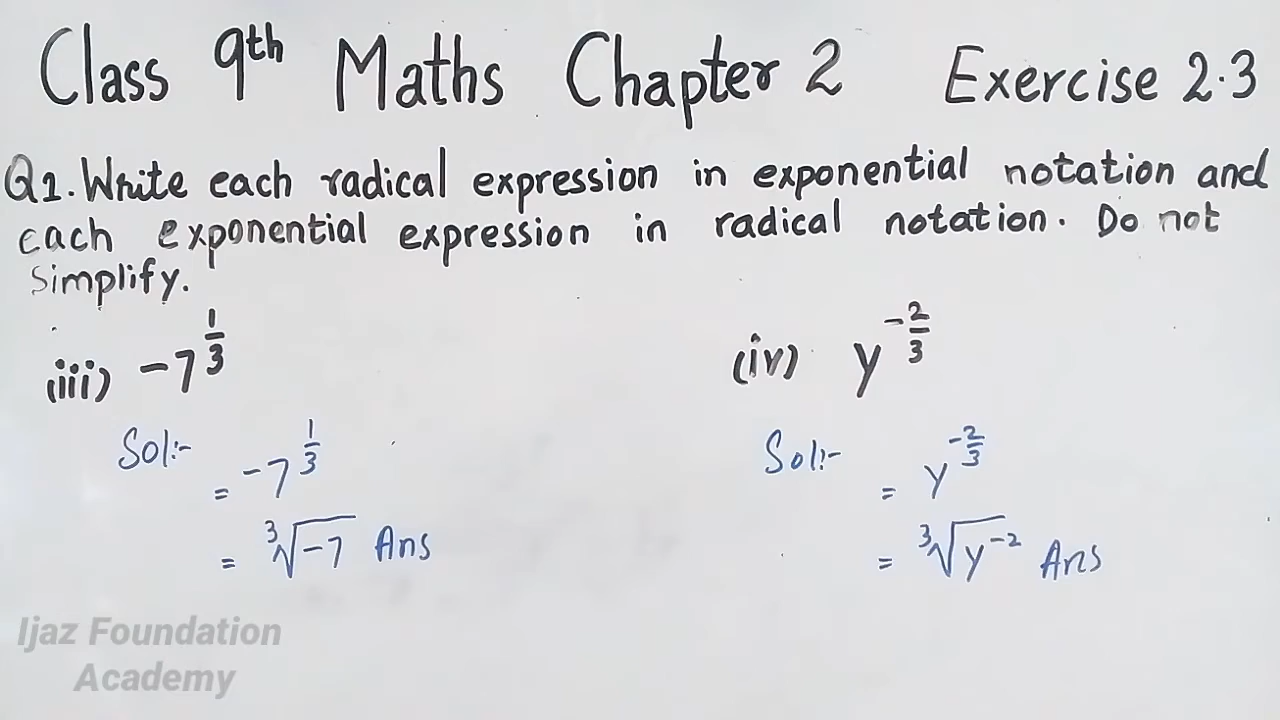 Class 9th Maths Chapter 2 Exercise 2.3
Q1. Write each radical expression in exponential notation and
each exponential expression in radical notation. Do not
simplify.
(iii) -7^(1/3)
(iv) y^(-2/3)
Sol:-
= -7^(1/3)
= ∛(-7) Ans
Sol:-
= y^(-2/3)
= ∛(y^-2) Ans
Ijaz Foundation
Academy